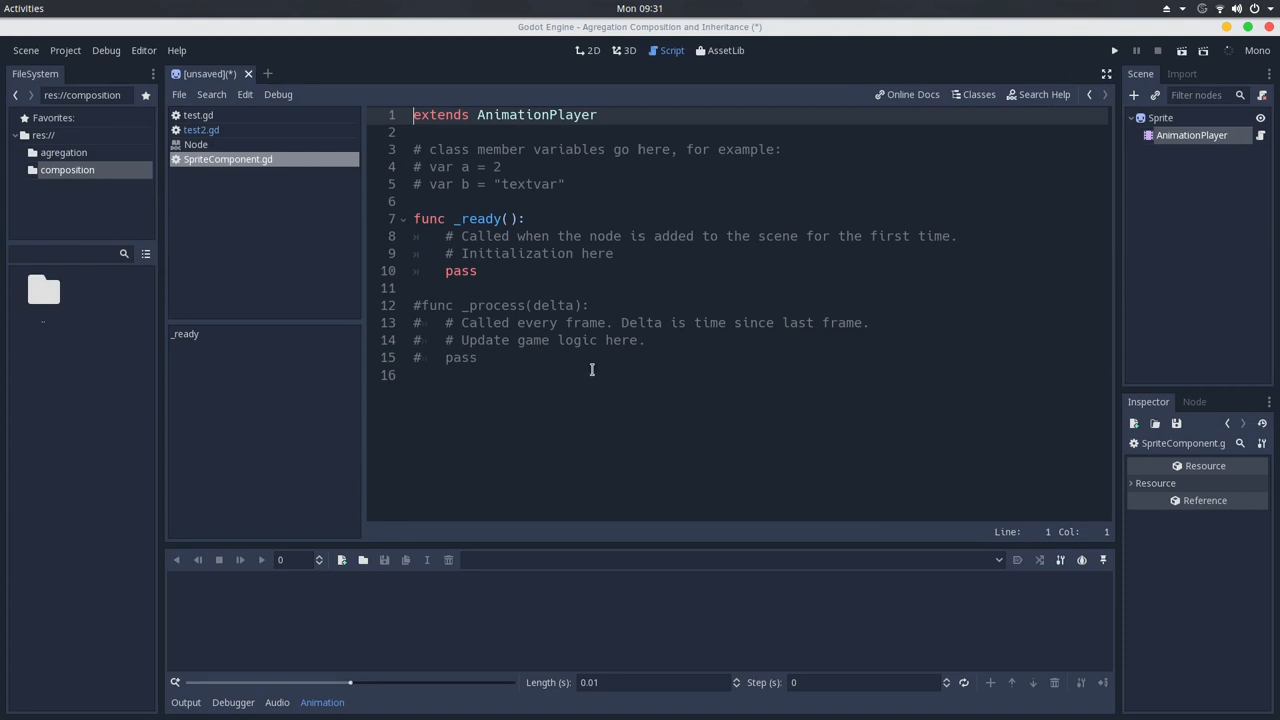 Activities
Mon 09:31
Godot Engine - Agregation Composition and Inheritance (*)
Scene Project Debug Editor Help
2D 3D Script AssetLib
Mono
FileSystem
[unsaved](*)
Scene Import
res://composition
File Search Edit Debug
Online Docs Classes Search Help
Filter nodes
Favorites:
res://
agregation
composition
test.gd
test2.gd
Node
SpriteComponent.gd
_ready
1 extends AnimationPlayer
2
3 # class member variables go here, for example:
4 # var a = 2
5 # var b = "textvar"
6
7 func _ready():
8 # Called when the node is added to the scene for the first time.
9 # Initialization here
10 pass
11
12 #func _process(delta):
13 # # Called every frame. Delta is time since last frame.
14 # # Update game logic here.
15 # pass
16
Line: 1 Col: 1
Sprite
AnimationPlayer
Inspector Node
SpriteComponent.g
Resource
Resource
Reference
..
0
Length (s): 0.01 Step (s): 0
Output Debugger Audio Animation